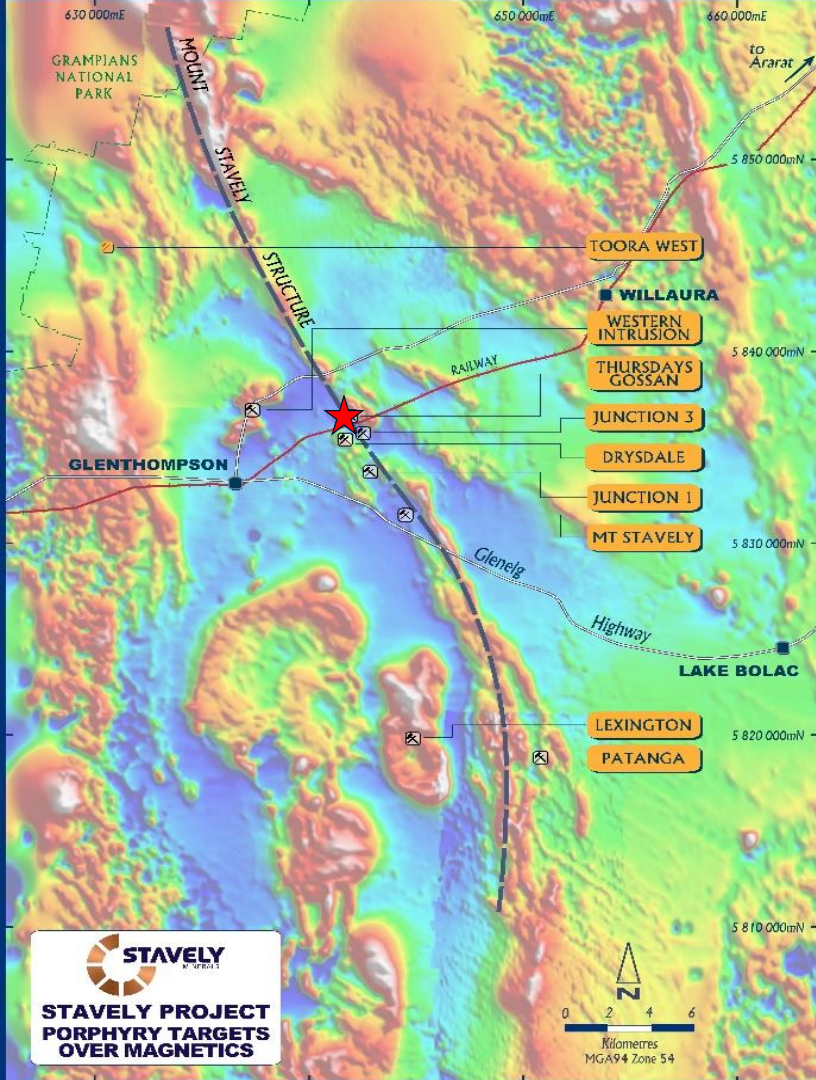 630 000mE
650 000mE
660 000mE
GRAMPIANS
NATIONAL
PARK
to
Ararat
MOUNT
STAVELY
STRUCTURE
5 850 000mN
TOORA WEST
WILLAURA
WESTERN
INTRUSION
5 840 000mN
RAILWAY
THURSDAYS
GOSSAN
JUNCTION 3
DRYSDALE
GLENTHOMPSON
JUNCTION 1
MT STAVELY
5 830 000mN
Glenelg
Highway
LAKE BOLAC
LEXINGTON
5 820 000mN
PATANGA
5 810 000mN
STAVELY
MINERALS
STAVELY PROJECT
PORPHYRY TARGETS
OVER MAGNETICS
N
0 2 4 6
Kilometres
MGA94 Zone 54